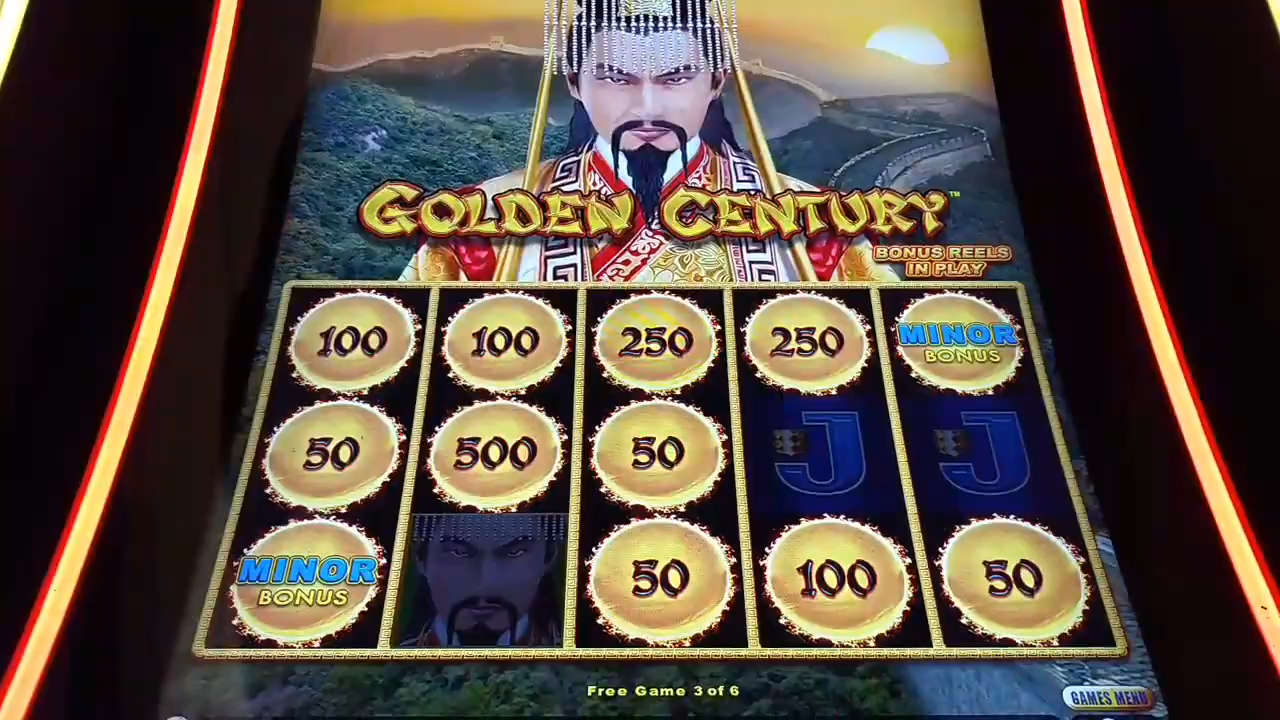 GOLDEN CENTURY™
BONUS REELS
IN PLAY
100 100 250 250 MINOR
BONUS
50 500 50 J J
MINOR
BONUS
50 100 50
Free Game 3 of 6
GAMES MENU